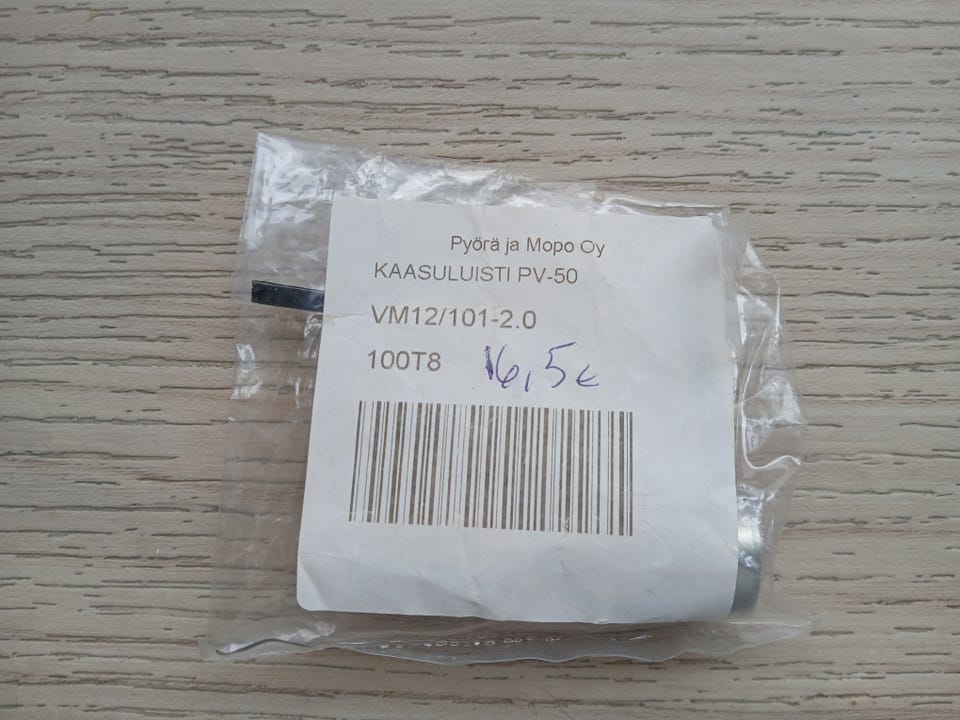 Pyörä ja Mopo Oy
KAASULUISTI PV-50
VM12/101-2.0
100T8 16,5€